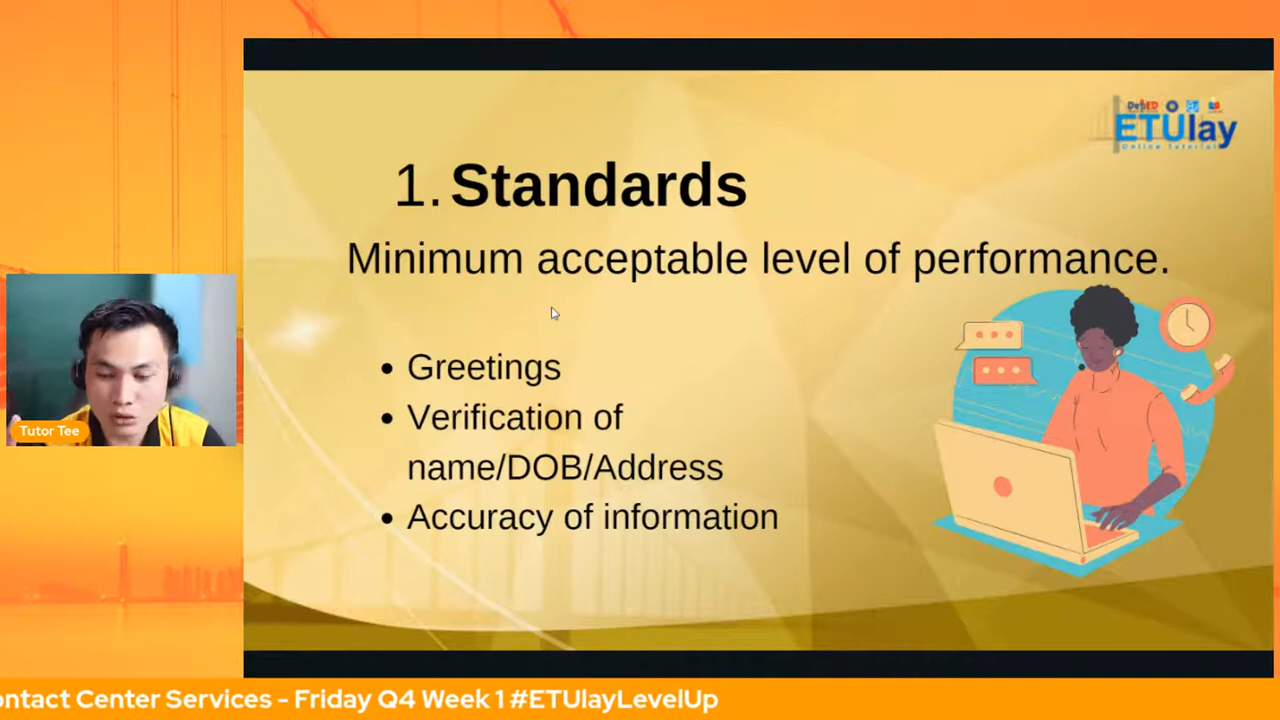 DepED
ETUlay
Online Tutorial
1. Standards
Minimum acceptable level of performance.
• Greetings
• Verification of
name/DOB/Address
• Accuracy of information
Tutor Tee
ontact Center Services - Friday Q4 Week 1 #ETUlayLevelUp